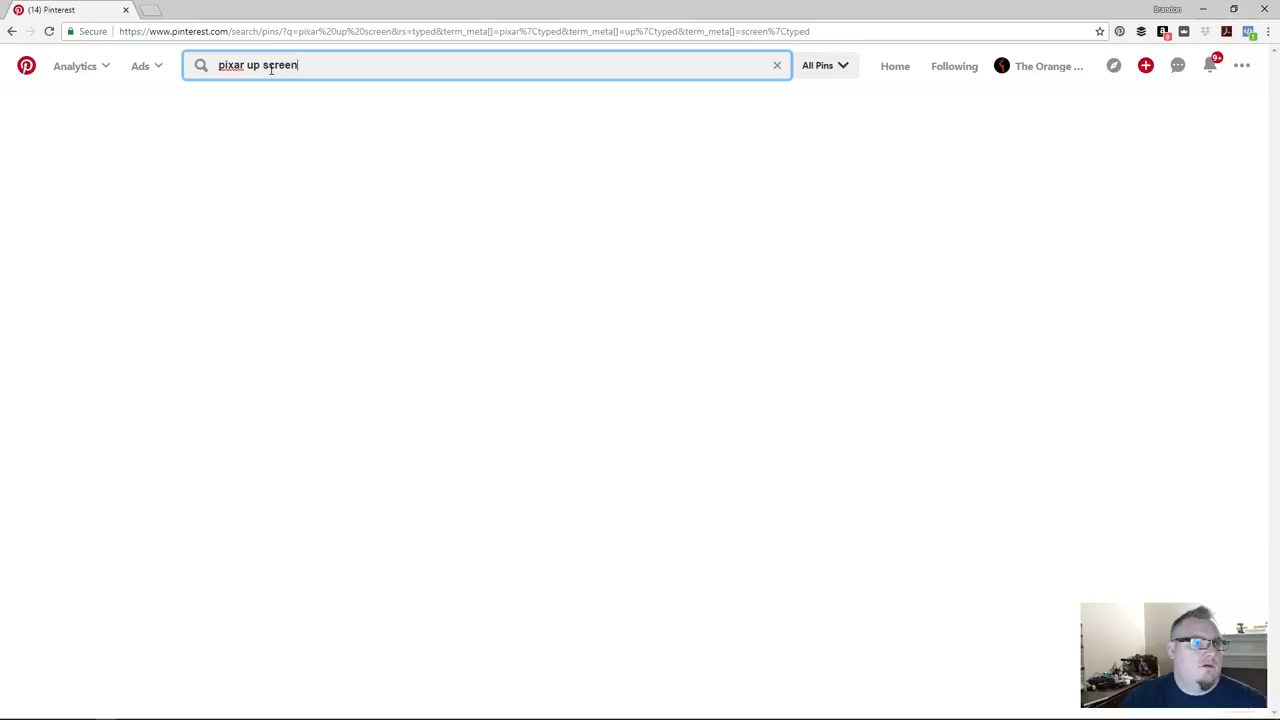 (14) Pinterest
Brandon
Secure https://www.pinterest.com/search/pins/?q=pixar%20up%20screen&rs=typed&term_meta[]=pixar%7Ctyped&term_meta[]=up%7Ctyped&term_meta[]=screen%7Ctyped
Analytics Ads pixar up screen All Pins Home Following The Orange ... 9+